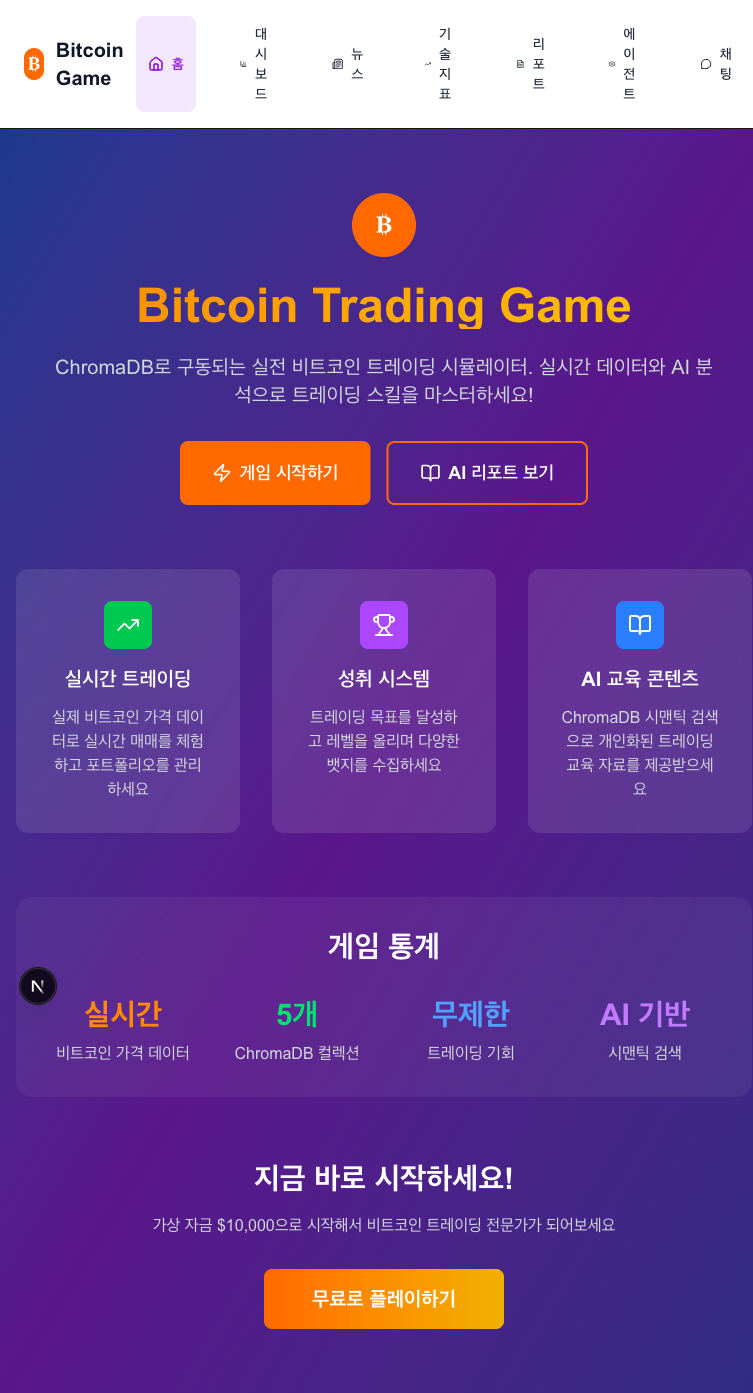 Bitcoin
Game
홈
대
시
보
드
뉴
스
기
술
지
표
리
포
트
에
이
전
트
채
팅
Bitcoin Trading Game
ChromaDB로 구동되는 실전 비트코인 트레이딩 시뮬레이터. 실시간 데이터와 AI 분
석으로 트레이딩 스킬을 마스터하세요!
게임 시작하기
AI 리포트 보기
실시간 트레이딩
실제 비트코인 가격 데이
터로 실시간 매매를 체험
하고 포트폴리오를 관리
하세요
성취 시스템
트레이딩 목표를 달성하
고 레벨을 올리며 다양한
뱃지를 수집하세요
AI 교육 콘텐츠
ChromaDB 시맨틱 검색
으로 개인화된 트레이딩
교육 자료를 제공받으세
요
게임 통계
실시간
비트코인 가격 데이터
5개
ChromaDB 컬렉션
무제한
트레이딩 기회
AI 기반
시맨틱 검색
N
지금 바로 시작하세요!
가상 자금 $10,000으로 시작해서 비트코인 트레이딩 전문가가 되어보세요
무료로 플레이하기